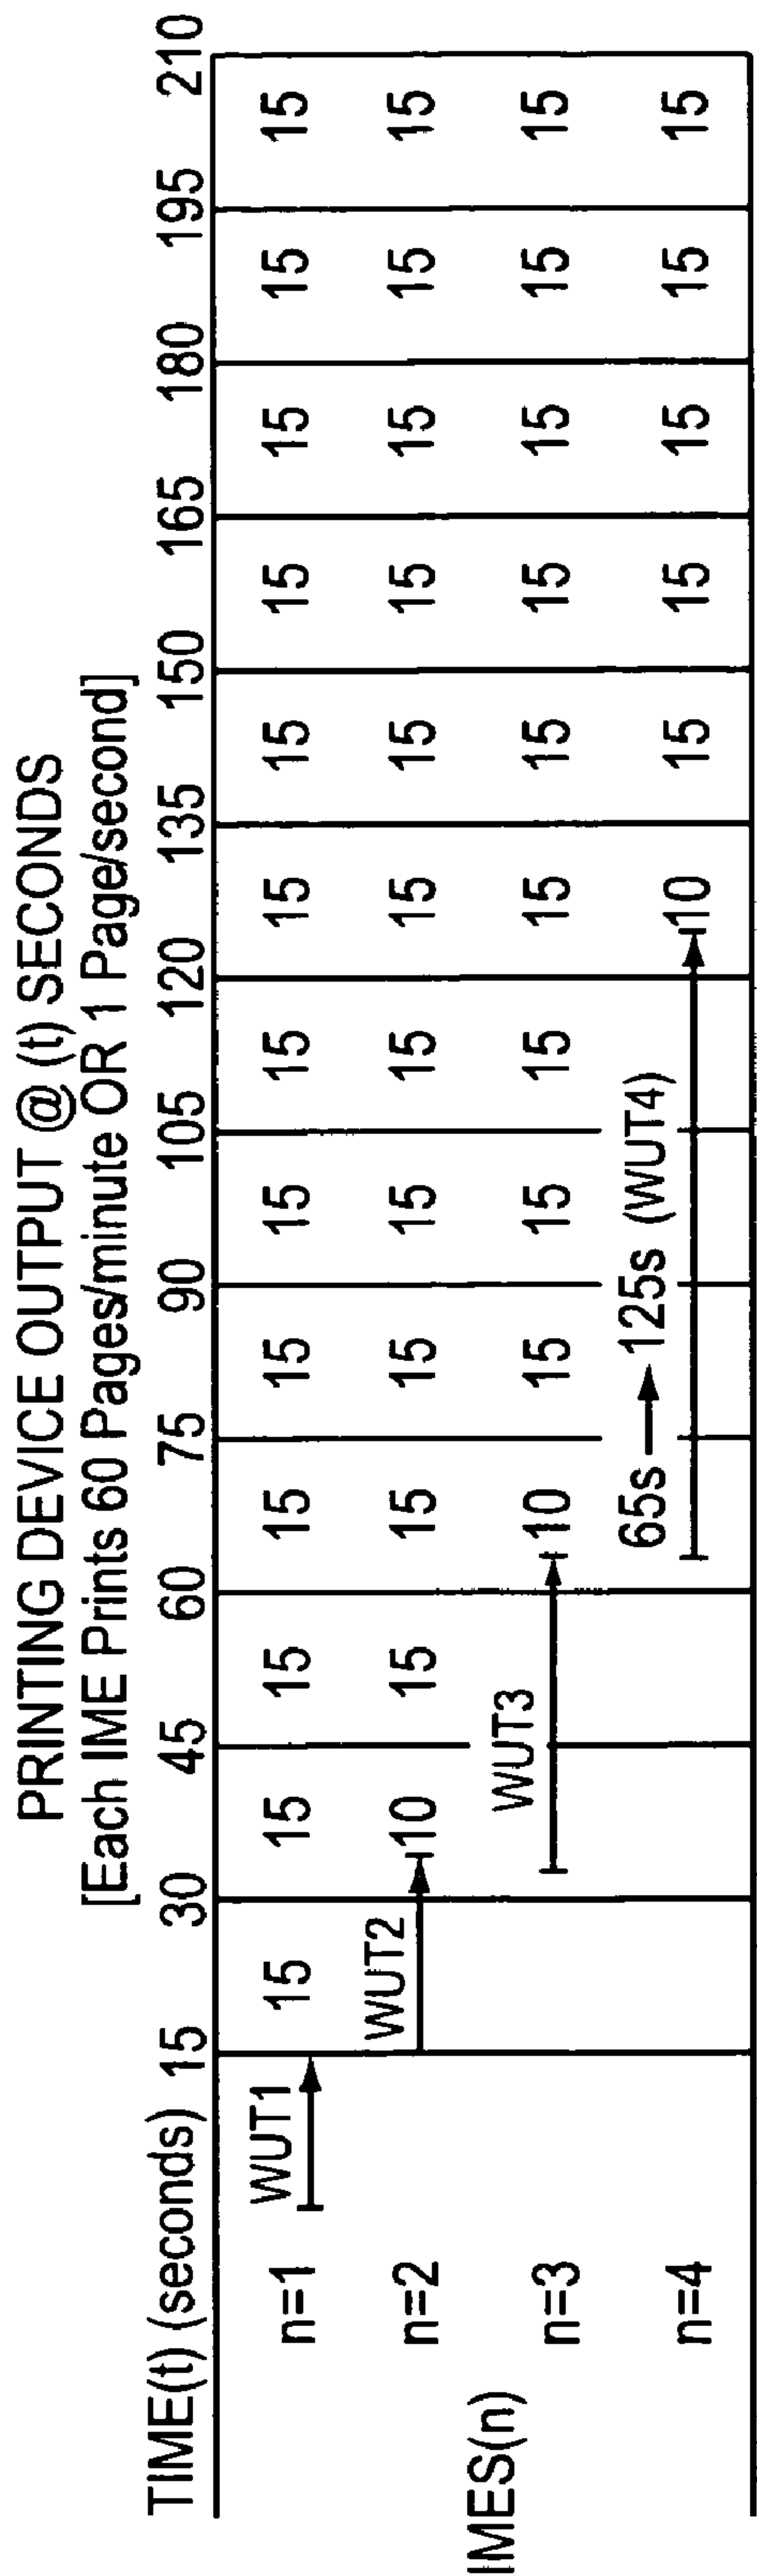 PRINTING DEVICE OUTPUT @ (t) SECONDS
[Each IME Prints 60 Pages/minute OR 1 Page/second]
TIME(t) (seconds) 15 30 45 60 75 90 105 120 135 150 165 180 195 210
IMES(n)
n=1 WUT1 15 15 15 15 15 15 15 15 15 15 15 15 15
n=2 WUT2 10 15 15 15 15 15 15 15 15 15 15 15
n=3 WUT3 10 15 15 15 15 15 15 15 15 15
n=4 65s 125s (WUT4) 10 15 15 15 15 15